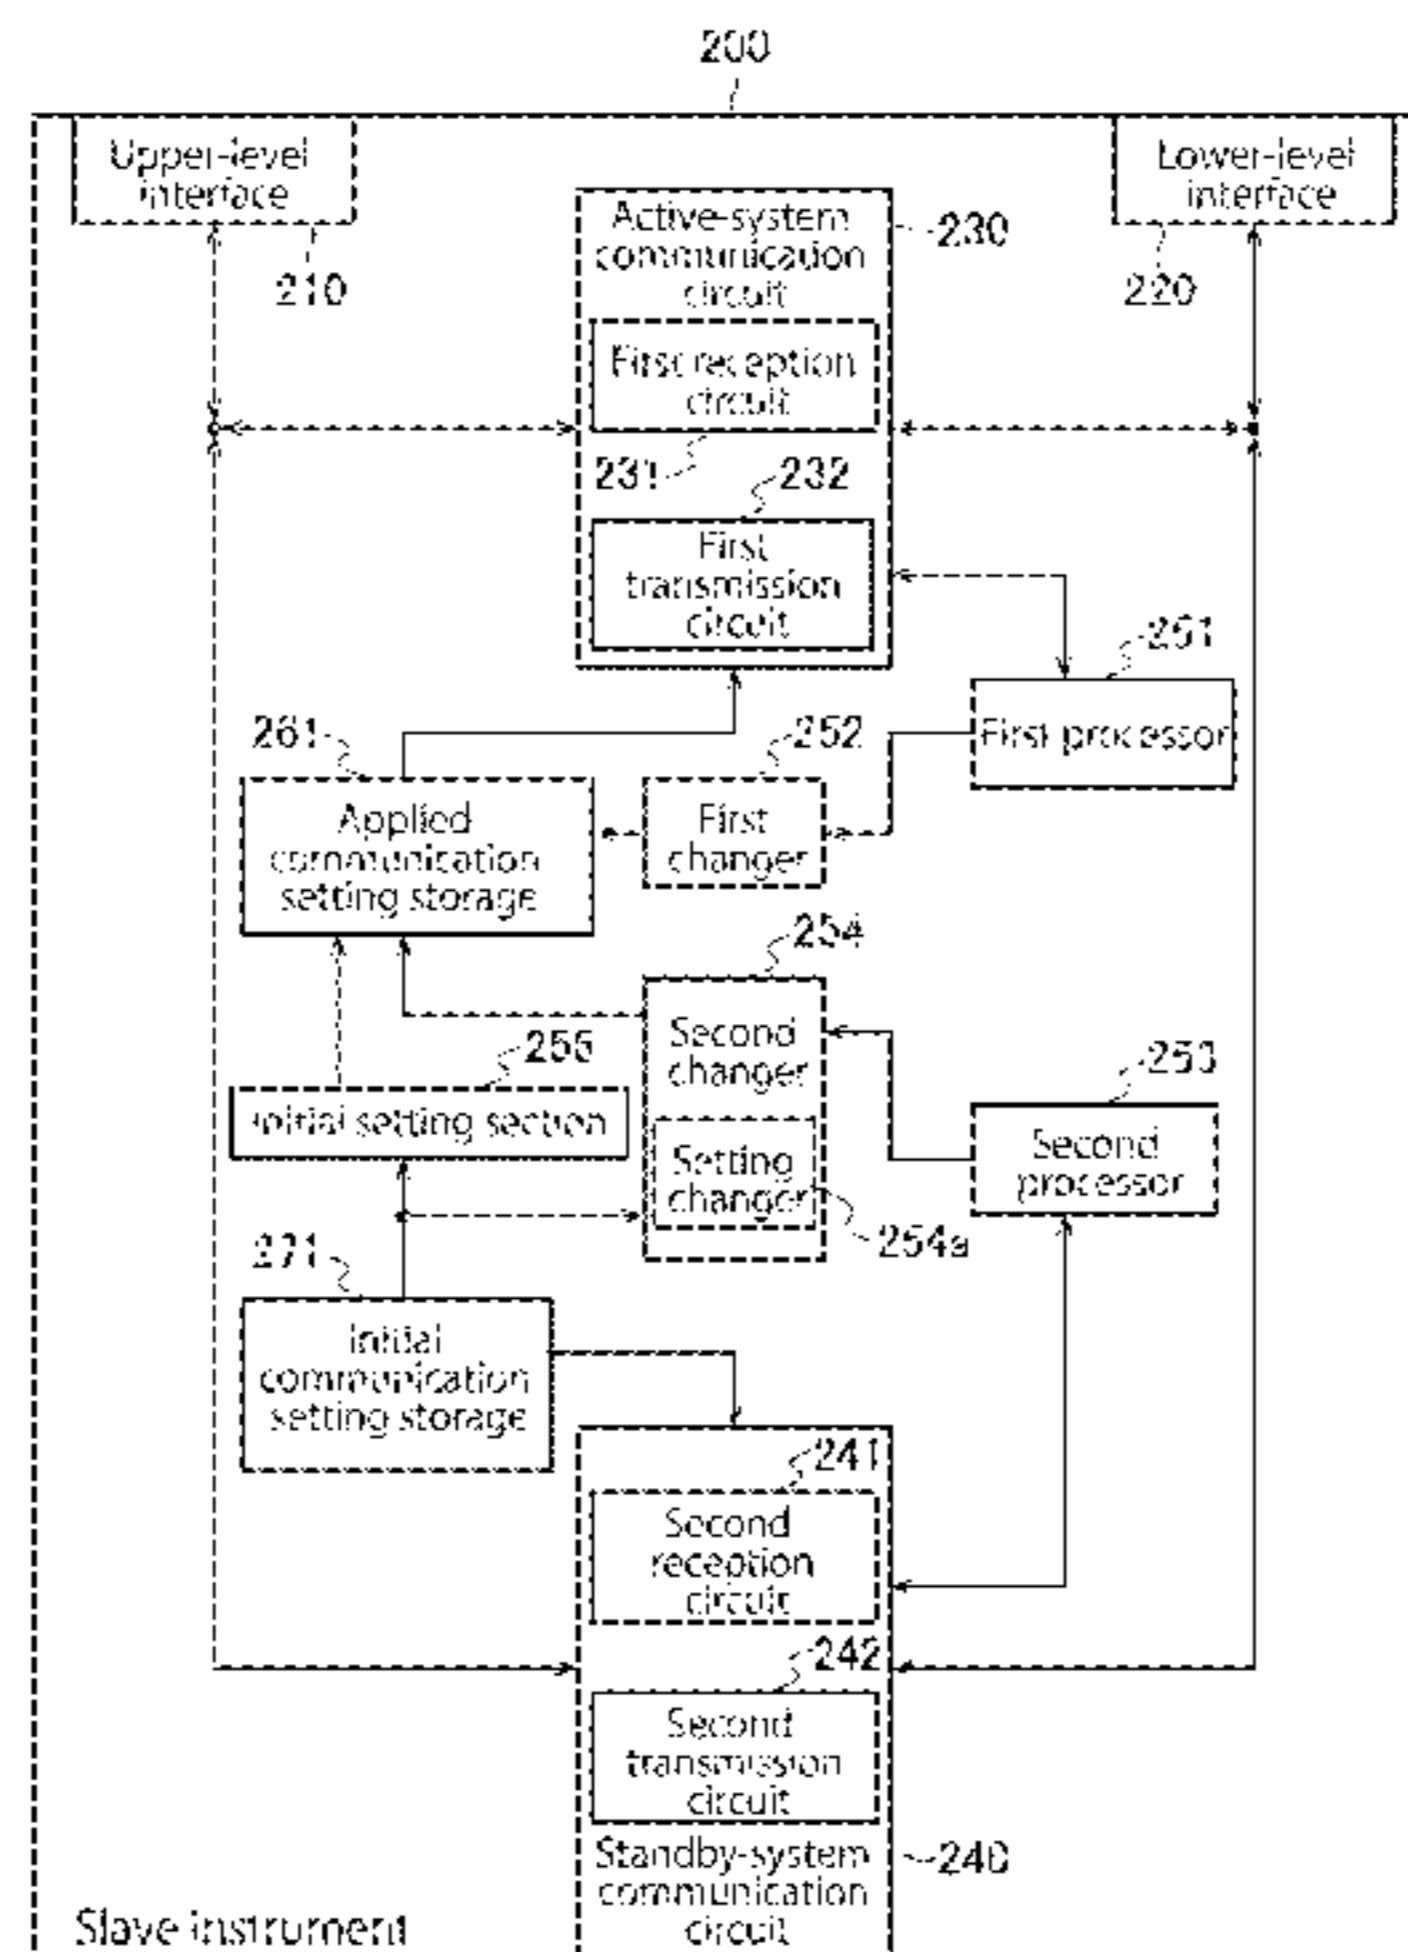 200
Upper-level
interface
210
Lower-level
interface
220
Active-system
communication
circuit
230
First reception
circuit
231
232
First
transmission
circuit
251
First processor
261
Applied
communication
setting storage
252
First
changer
254
Second
changer
Setting
changer
254a
255
Initial setting section
253
Second
processor
271
Initial
communication
setting storage
241
Second
reception
circuit
242
Second
transmission
circuit
Standby-system
communication
circuit
240
Slave instrument